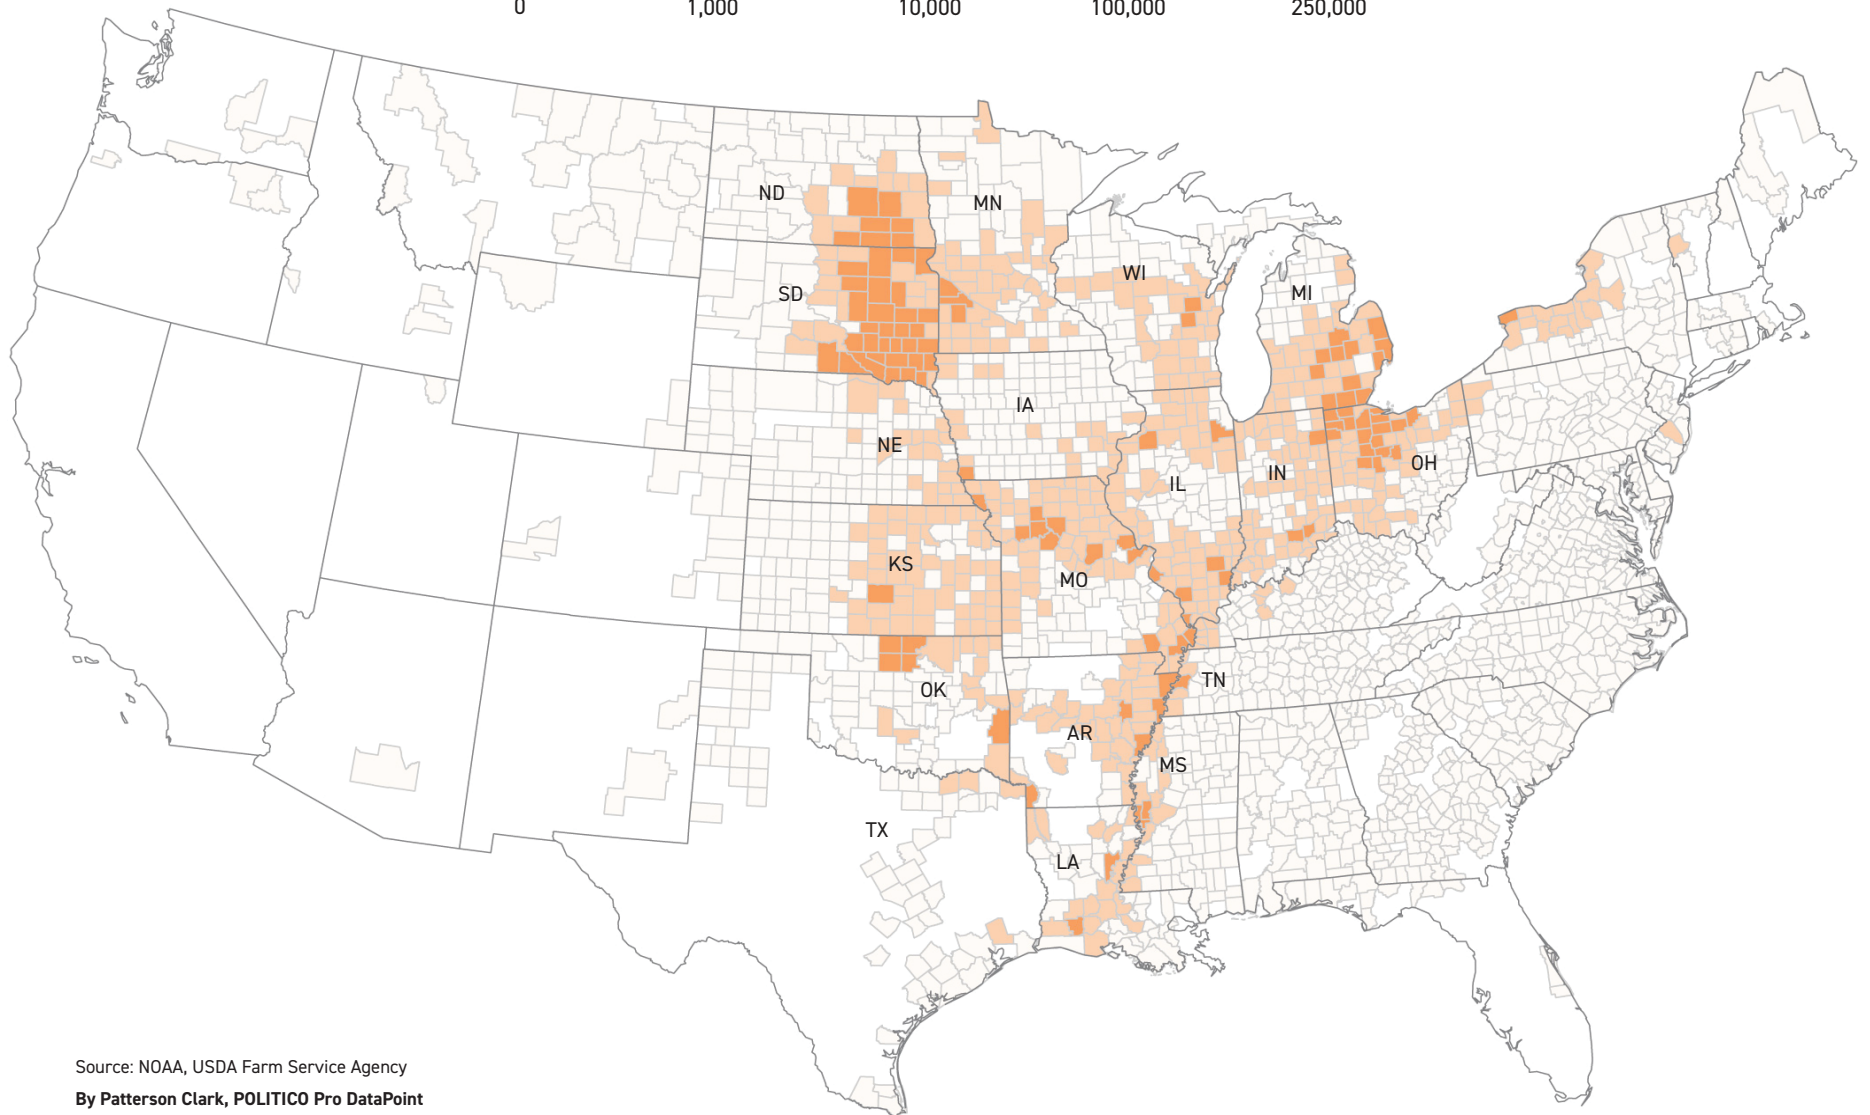 0 1,000 10,000 100,000 250,000
ND
MN
WI
MI
SD
IA
NE
OH
IN
IL
KS
MO
TN
OK
AR
MS
TX
LA
Source: NOAA, USDA Farm Service Agency
By Patterson Clark, POLITICO Pro DataPoint